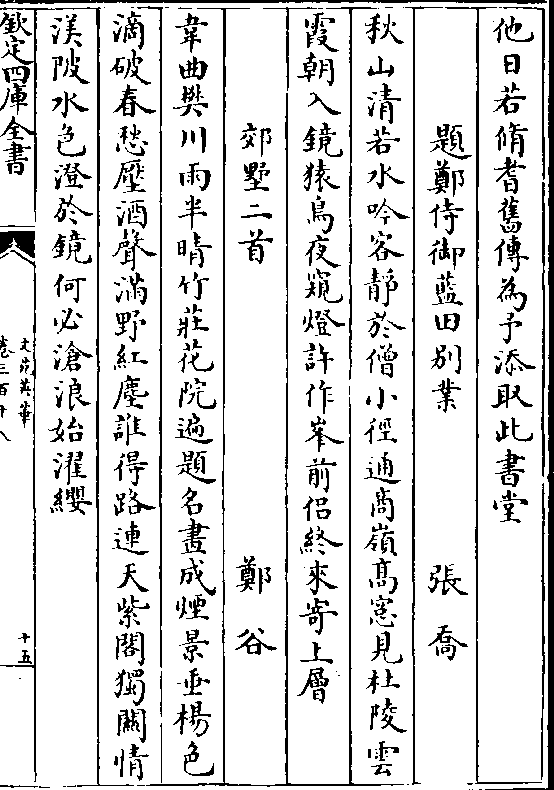 他日若脩耆舊傳為予添取此書堂
題鄭侍御藍田別業　張喬
秋山清若水吟客靜於僧小徑通商嶺高窓見杜陵雲
霞朝入鏡猿鳥夜窺燈許作峯前侣終來寄上層
郊墅二首　鄭谷
韋曲樊川雨半晴竹莊花院遍題名畫成煙景垂楊色
滴破春愁壓酒聲滿野紅塵誰得路連天紫閣獨關情
渼陂水色澄於鏡何必滄浪始濯纓
欽定四庫全書
文苑英華
卷三百十八
十五